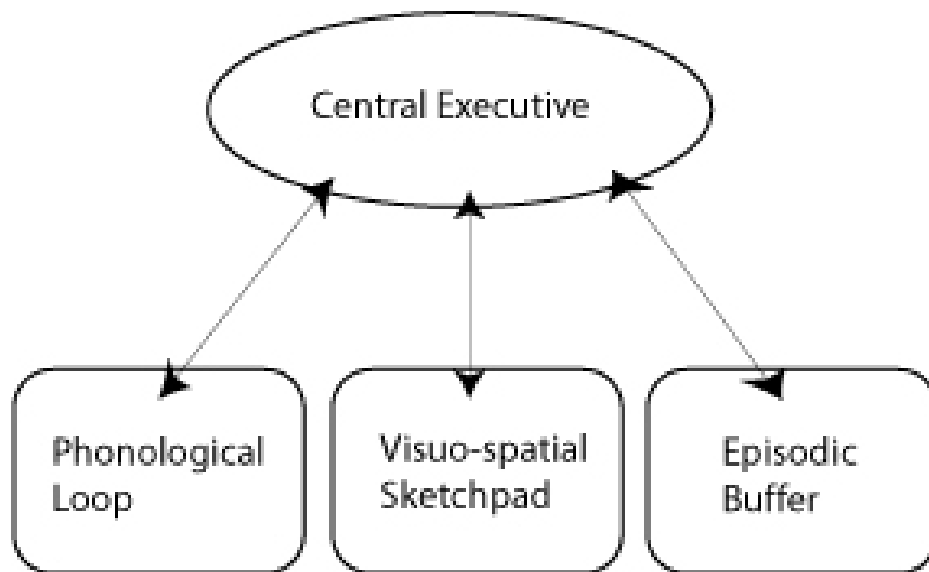 Central Executive
Phonological
Loop
Visuo-spatial
Sketchpad
Episodic
Buffer